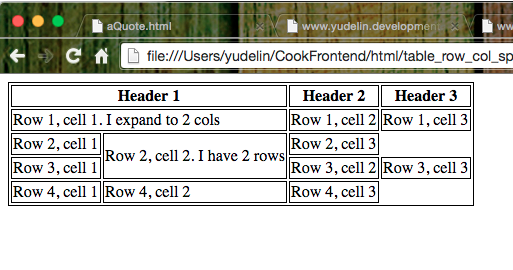 aQuote.html
www.yudelin.development
ww
file:///Users/yudelin/CookFrontend/html/table_row_col_sp
Header 1 Header 2 Header 3
Row 1, cell 1. I expand to 2 cols Row 1, cell 2 Row 1, cell 3
Row 2, cell 1 Row 2, cell 2. I have 2 rows Row 2, cell 3
Row 3, cell 1 Row 3, cell 2 Row 3, cell 3
Row 4, cell 1 Row 4, cell 2 Row 4, cell 3